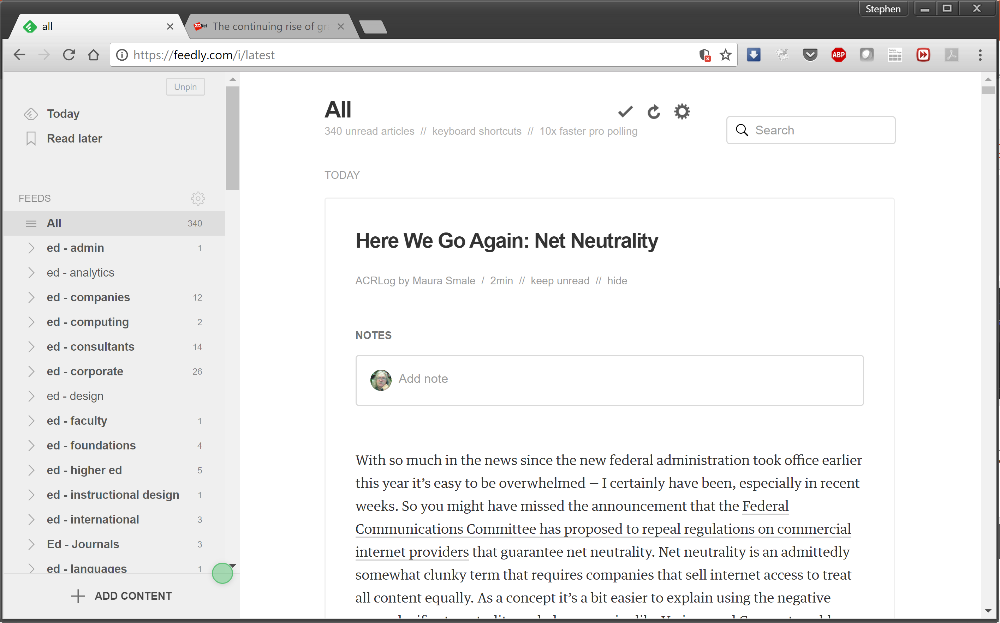 Stephen
all
ZDNet The continuing rise of gr
https://feedly.com/i/latest
ABP
Replace New Tab Page
Unpin
Today
Read later
FEEDS
All 340
ed - admin 1
ed - analytics
ed - companies 12
ed - computing 2
ed - consultants 14
ed - corporate 26
ed - design
ed - faculty 1
ed - foundations 4
ed - higher ed 5
ed - instructional design 1
ed - international 3
Ed - Journals 3
ed - languages 1
ADD CONTENT
All
340 unread articles // keyboard shortcuts // 10x faster pro polling
Search
TODAY
Here We Go Again: Net Neutrality
ACRLog by Maura Smale / 2min // keep unread // hide
NOTES
Add note
With so much in the news since the new federal administration took office earlier
this year it’s easy to be overwhelmed — I certainly have been, especially in recent
weeks. So you might have missed the announcement that the Federal
Communications Committee has proposed to repeal regulations on commercial
internet providers that guarantee net neutrality. Net neutrality is an admittedly
somewhat clunky term that requires companies that sell internet access to treat
all content equally. As a concept it’s a bit easier to explain using the negative